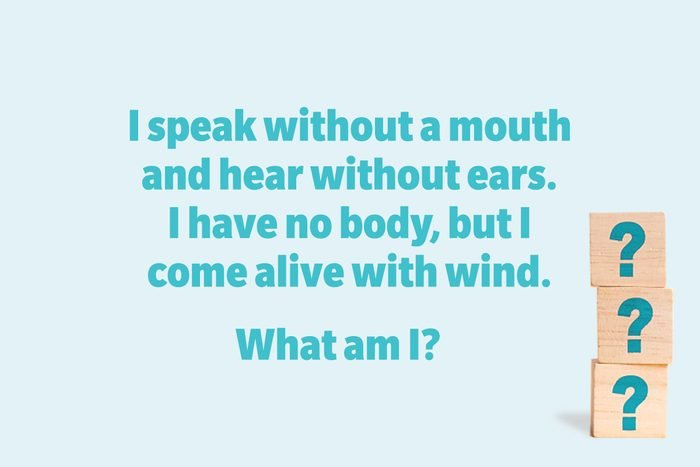 I speak without a mouth
and hear without ears.
I have no body, but I
come alive with wind.
What am I?
?
?
?